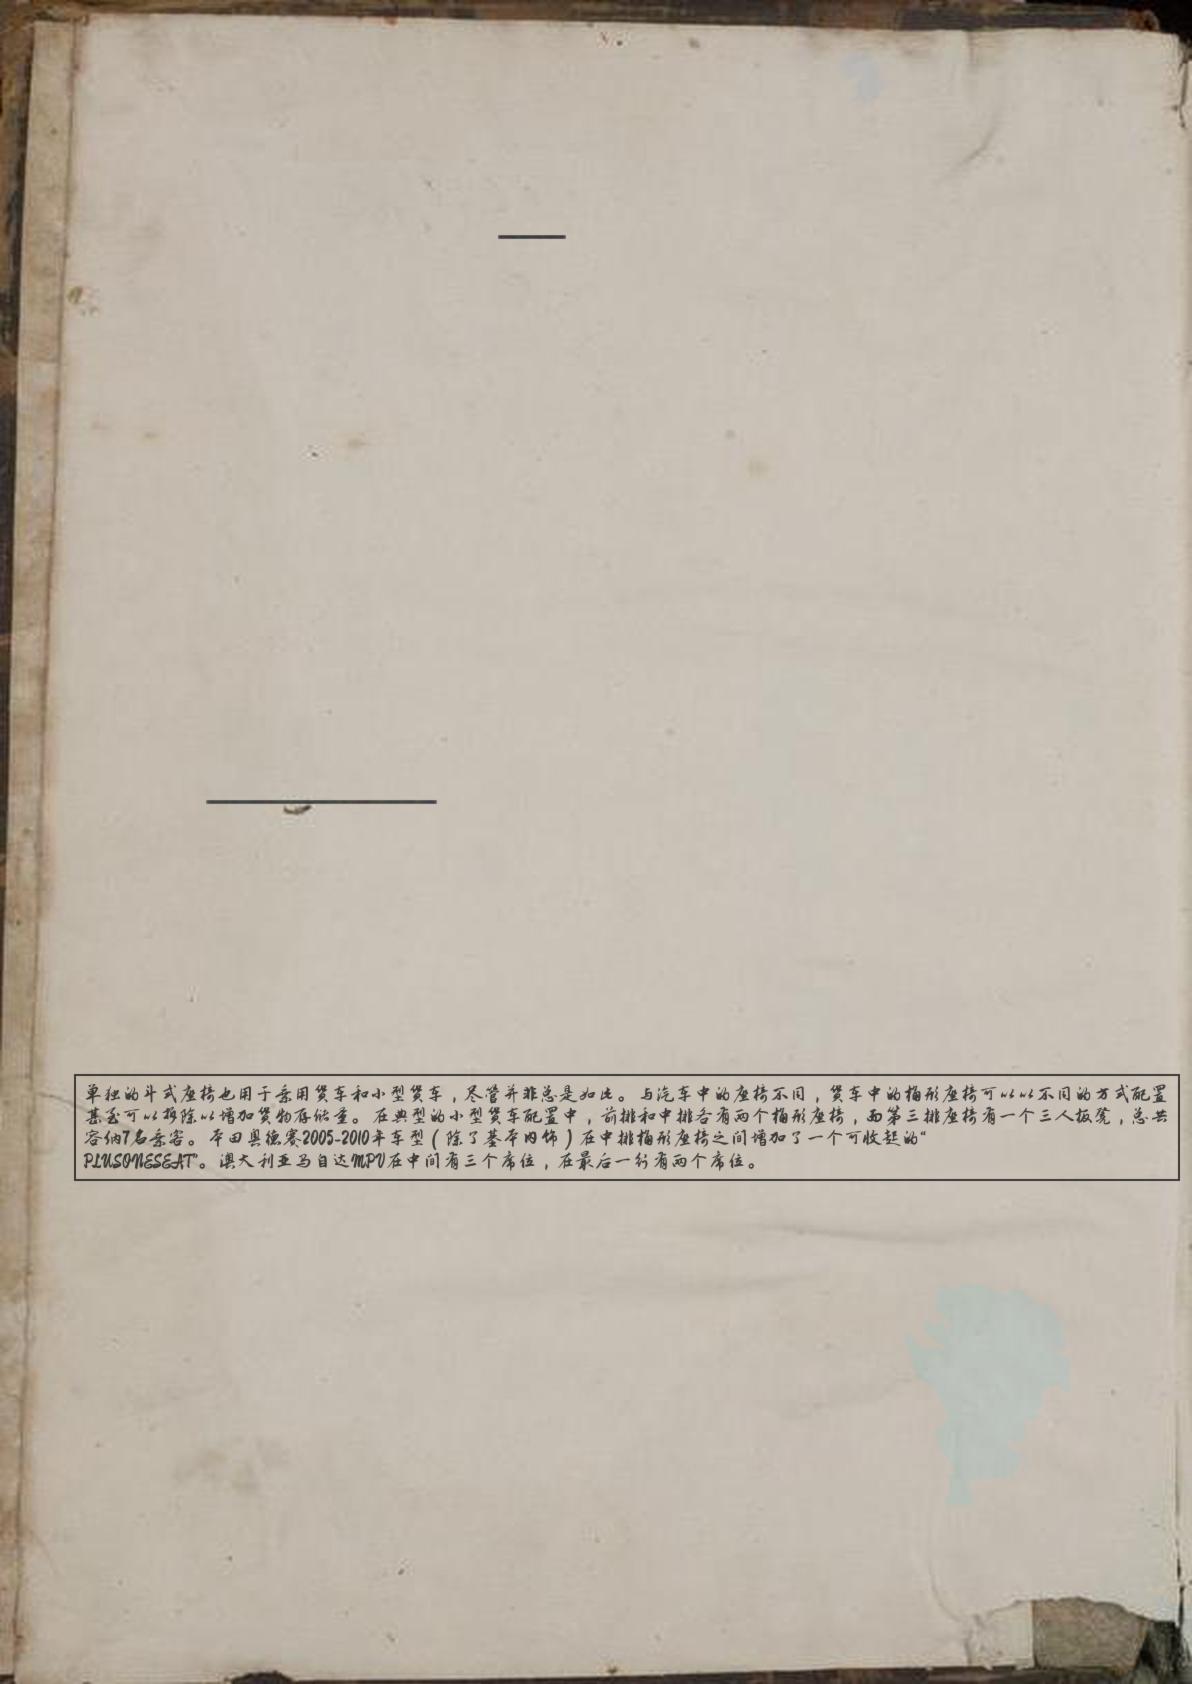 单独的斗式座椅也用于乘用货车和小型货车，尽管并非总是如此。与汽车中的座椅不同，货车中的桶形座椅可以以不同的方式配置
甚至可以拆除以增加货物存储量。在典型的小型货车配置中，前排和中排各有两个桶形座椅，而第三排座椅有一个三人板凳，总共
容纳7名乘客。本田奥德赛2005-2010年车型（除了基本内饰）在中排桶形座椅之间增加了一个可收起的“
PLUSONESEAT”。澳大利亚马自达MPV在中间有三个席位，在最后一行有两个席位。